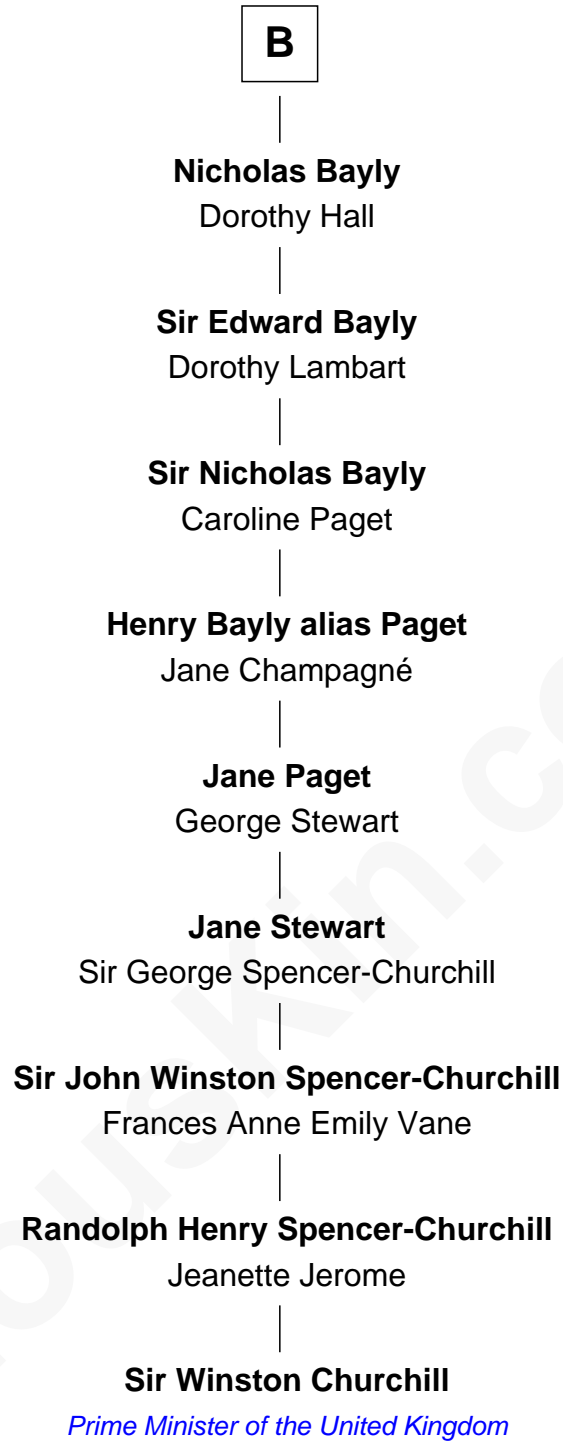 B
Nicholas Bayly
Dorothy Hall
Sir Edward Bayly
Dorothy Lambart
Sir Nicholas Bayly
Caroline Paget
Henry Bayly alias Paget
Jane Champagné
Jane Paget
George Stewart
Jane Stewart
Sir George Spencer-Churchill
Sir John Winston Spencer-Churchill
Frances Anne Emily Vane
Randolph Henry Spencer-Churchill
Jeanette Jerome
Sir Winston Churchill
Prime Minister of the United Kingdom